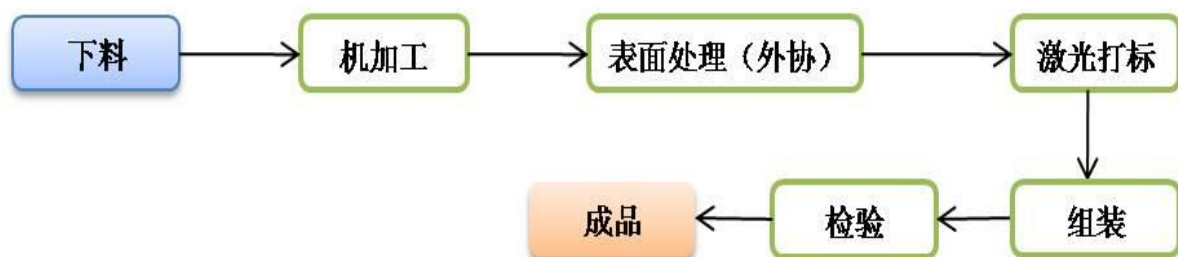 下料
机加工
表面处理（外协）
激光打标
组装
检验
成品